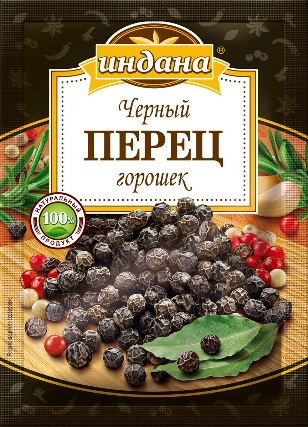 индана®
Черный
ПЕРЕЦ
горошек
НАТУРАЛЬНЫЙ
100%
ПРОДУКТ